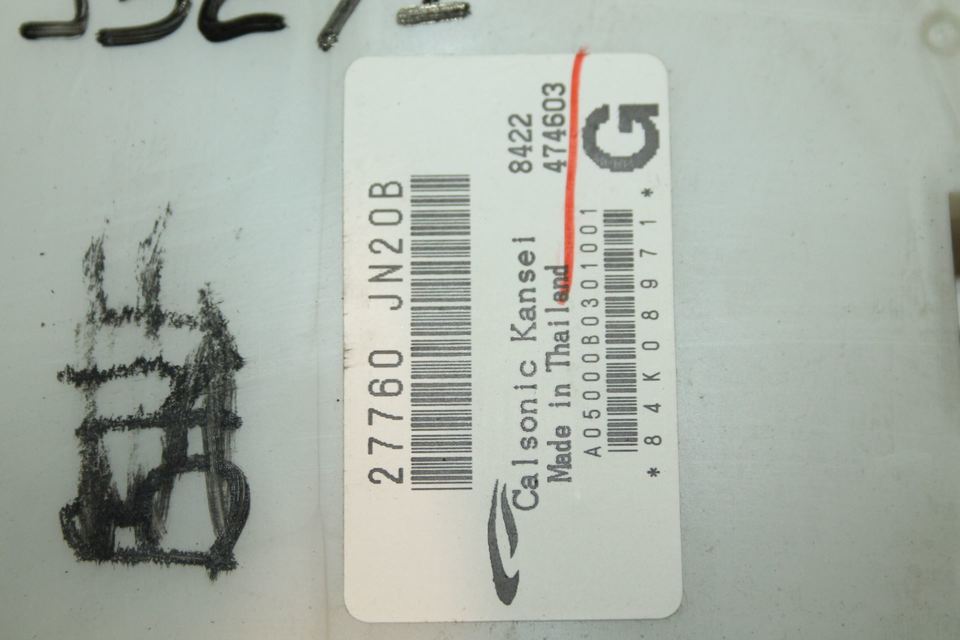 27760 JN20B
Calsonic Kansei
8422
Made in Thailand
474603
A05000B0301001
G
*84K08971*